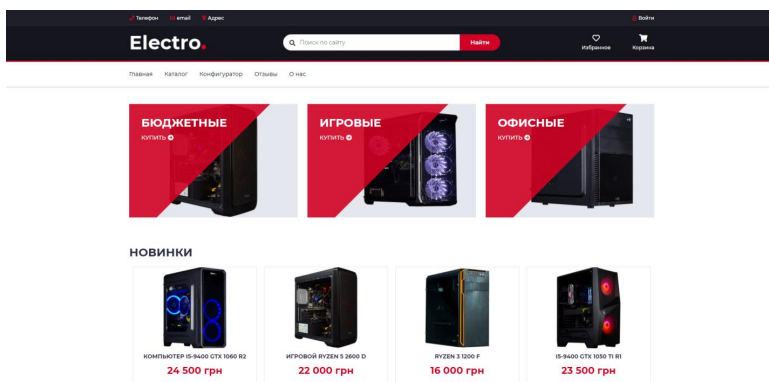 Телефон email Адрес Войти
Electro.
Поиск по сайту Найти
Избранное Корзина
Главная Каталог Конфигуратор Отзывы О нас
БЮДЖЕТНЫЕ
КУПИТЬ
ИГРОВЫЕ
КУПИТЬ
ОФИСНЫЕ
КУПИТЬ
НОВИНКИ
КОМПЬЮТЕР I5-9400 GTX 1060 R2
24 500 грн
ИГРОВОЙ RYZEN 5 2600 D
22 000 грн
RYZEN 3 1200 F
16 000 грн
I5-9400 GTX 1050 TI R1
23 500 грн